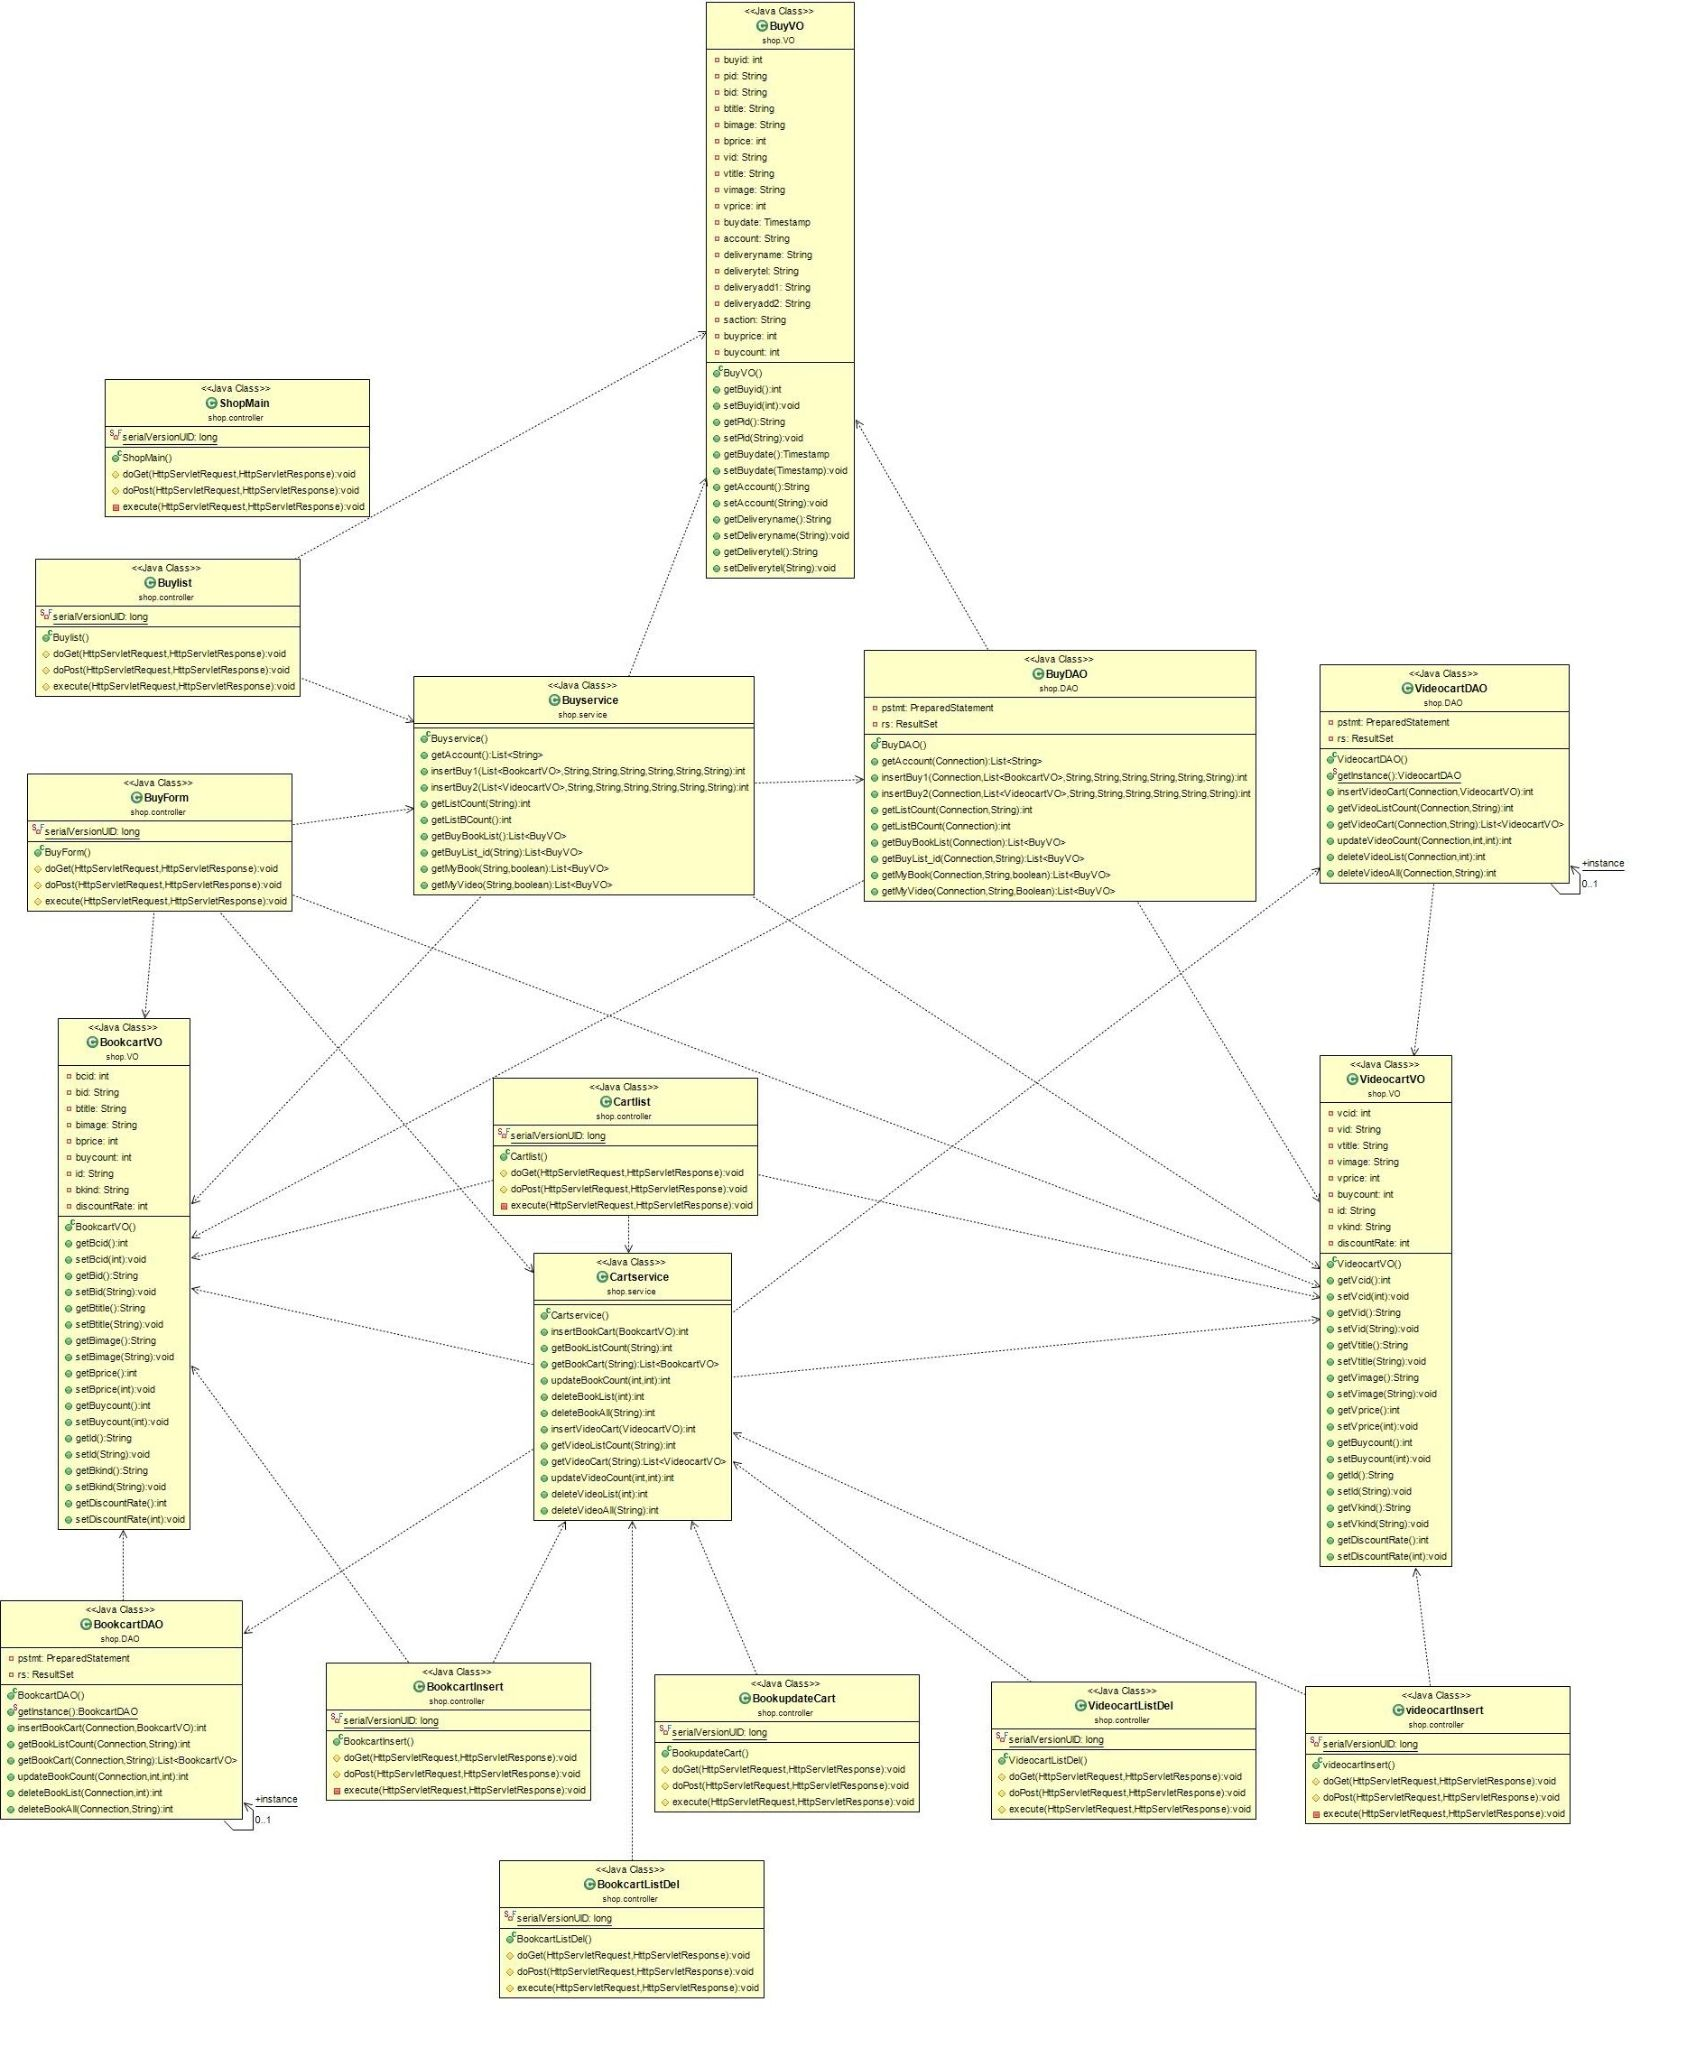 <<Java Class>>
BuyVO
shop.VO
buyid: int
pid: String
bid: String
btitle: String
bimage: String
bprice: int
vid: String
vtitle: String
vimage: String
vprice: int
buydate: Timestamp
account: String
deliveryname: String
deliverytel: String
deliveryadd1: String
deliveryadd2: String
saction: String
buyprice: int
buycount: int
BuyVO()
getBuyid():int
setBuyid(int):void
getPid():String
setPid(String):void
getBuydate():Timestamp
setBuydate(Timestamp):void
getAccount():String
setAccount(String):void
getDeliveryname():String
setDeliveryname(String):void
getDeliverytel():String
setDeliverytel(String):void
<<Java Class>>
ShopMain
shop.controller
serialVersionUID: long
ShopMain()
doGet(HttpServletRequest,HttpServletResponse):void
doPost(HttpServletRequest,HttpServletResponse):void
execute(HttpServletRequest,HttpServletResponse):void
<<Java Class>>
Buylist
shop.controller
serialVersionUID: long
Buylist()
doGet(HttpServletRequest,HttpServletResponse):void
doPost(HttpServletRequest,HttpServletResponse):void
execute(HttpServletRequest,HttpServletResponse):void
<<Java Class>>
Buyservice
shop.service
Buyservice()
getAccount():List<String>
insertBuy1(List<BookcartVO>,String,String,String,String,String,String):int
insertBuy2(List<VideocartVO>,String,String,String,String,String,String):int
getListCount(String):int
getListBCount():int
getBuyBookList():List<BuyVO>
getBuyList_id(String):List<BuyVO>
getMyBook(String,boolean):List<BuyVO>
getMyVideo(String,boolean):List<BuyVO>
<<Java Class>>
BuyDAO
shop.DAO
pstmt: PreparedStatement
rs: ResultSet
BuyDAO()
getAccount(Connection):List<String>
insertBuy1(Connection,List<BookcartVO>,String,String,String,String,String,String):int
insertBuy2(Connection,List<VideocartVO>,String,String,String,String,String,String):int
getListCount(Connection,String):int
getListBCount(Connection):int
getBuyBookList(Connection):List<BuyVO>
getBuyList_id(Connection,String):List<BuyVO>
getMyBook(Connection,String,boolean):List<BuyVO>
getMyVideo(Connection,String,Boolean):List<BuyVO>
<<Java Class>>
VideocartDAO
shop.DAO
pstmt: PreparedStatement
rs: ResultSet
VideocartDAO()
getInstance():VideocartDAO
insertVideoCart(Connection,VideocartVO):int
getVideoListCount(Connection,String):int
getVideoCart(Connection,String):List<VideocartVO>
updateVideoCount(Connection,int,int):int
deleteVideoList(Connection,int):int
deleteVideoAll(Connection,String):int
+instance
0..1
<<Java Class>>
BuyForm
shop.controller
serialVersionUID: long
BuyForm()
doGet(HttpServletRequest,HttpServletResponse):void
doPost(HttpServletRequest,HttpServletResponse):void
execute(HttpServletRequest,HttpServletResponse):void
<<Java Class>>
BookcartVO
shop.VO
bcid: int
bid: String
btitle: String
bimage: String
bprice: int
buycount: int
id: String
bkind: String
discountRate: int
BookcartVO()
getBcid():int
setBcid(int):void
getBid():String
setBid(String):void
getBtitle():String
setBtitle(String):void
getBimage():String
setBimage(String):void
getBprice():int
setBprice(int):void
getBuycount():int
setBuycount(int):void
getId():String
setId(String):void
getBkind():String
setBkind(String):void
getDiscountRate():int
setDiscountRate(int):void
<<Java Class>>
Cartlist
shop.controller
serialVersionUID: long
Cartlist()
doGet(HttpServletRequest,HttpServletResponse):void
doPost(HttpServletRequest,HttpServletResponse):void
execute(HttpServletRequest,HttpServletResponse):void
<<Java Class>>
Cartservice
shop.service
Cartservice()
insertBookCart(BookcartVO):int
getBookListCount(String):int
getBookCart(String):List<BookcartVO>
updateBookCount(int,int):int
deleteBookList(int):int
deleteBookAll(String):int
insertVideoCart(VideocartVO):int
getVideoListCount(String):int
getVideoCart(String):List<VideocartVO>
updateVideoCount(int,int):int
deleteVideoList(int):int
deleteVideoAll(String):int
<<Java Class>>
VideocartVO
shop.VO
vcid: int
vid: String
vtitle: String
vimage: String
vprice: int
buycount: int
id: String
vkind: String
discountRate: int
VideocartVO()
getVcid():int
setVcid(int):void
getVid():String
setVid(String):void
getVtitle():String
setVtitle(String):void
getVimage():String
setVimage(String):void
getVprice():int
setVprice(int):void
getBuycount():int
setBuycount(int):void
getId():String
setId(String):void
getVkind():String
setVkind(String):void
getDiscountRate():int
setDiscountRate(int):void
<<Java Class>>
BookcartDAO
shop.DAO
pstmt: PreparedStatement
rs: ResultSet
BookcartDAO()
getInstance():BookcartDAO
insertBookCart(Connection,BookcartVO):int
getBookListCount(Connection,String):int
getBookCart(Connection,String):List<BookcartVO>
updateBookCount(Connection,int,int):int
deleteBookList(Connection,int):int
deleteBookAll(Connection,String):int
+instance
0..1
<<Java Class>>
BookcartInsert
shop.controller
serialVersionUID: long
BookcartInsert()
doGet(HttpServletRequest,HttpServletResponse):void
doPost(HttpServletRequest,HttpServletResponse):void
execute(HttpServletRequest,HttpServletResponse):void
<<Java Class>>
BookupdateCart
shop.controller
serialVersionUID: long
BookupdateCart()
doGet(HttpServletRequest,HttpServletResponse):void
doPost(HttpServletRequest,HttpServletResponse):void
execute(HttpServletRequest,HttpServletResponse):void
<<Java Class>>
VideocartListDel
shop.controller
serialVersionUID: long
VideocartListDel()
doGet(HttpServletRequest,HttpServletResponse):void
doPost(HttpServletRequest,HttpServletResponse):void
execute(HttpServletRequest,HttpServletResponse):void
<<Java Class>>
videocartInsert
shop.controller
serialVersionUID: long
videocartInsert()
doGet(HttpServletRequest,HttpServletResponse):void
doPost(HttpServletRequest,HttpServletResponse):void
execute(HttpServletRequest,HttpServletResponse):void
<<Java Class>>
BookcartListDel
shop.controller
serialVersionUID: long
BookcartListDel()
doGet(HttpServletRequest,HttpServletResponse):void
doPost(HttpServletRequest,HttpServletResponse):void
execute(HttpServletRequest,HttpServletResponse):void